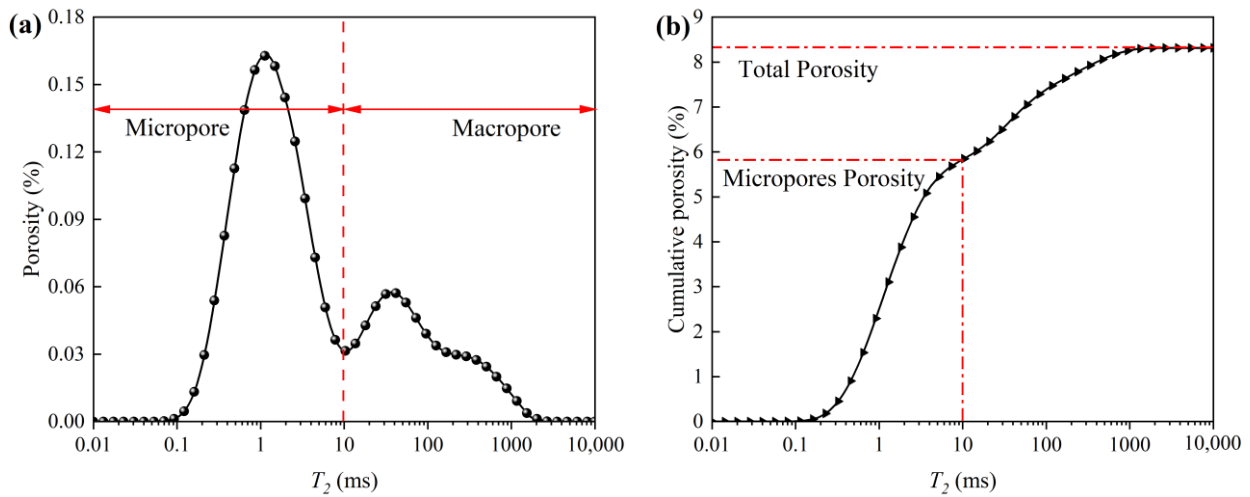 (a)
0.18
0.15
0.12
0.09
0.06
0.03
0.00
Porosity (%)
Micropore
Macropore
0.01 0.1 1 10 100 1000 10,000
T2 (ms)
(b)
9
8
7
6
5
4
3
2
1
0
Cumulative porosity (%)
Total Porosity
Micropores Porosity
0.01 0.1 1 10 100 1000 10,000
T2 (ms)